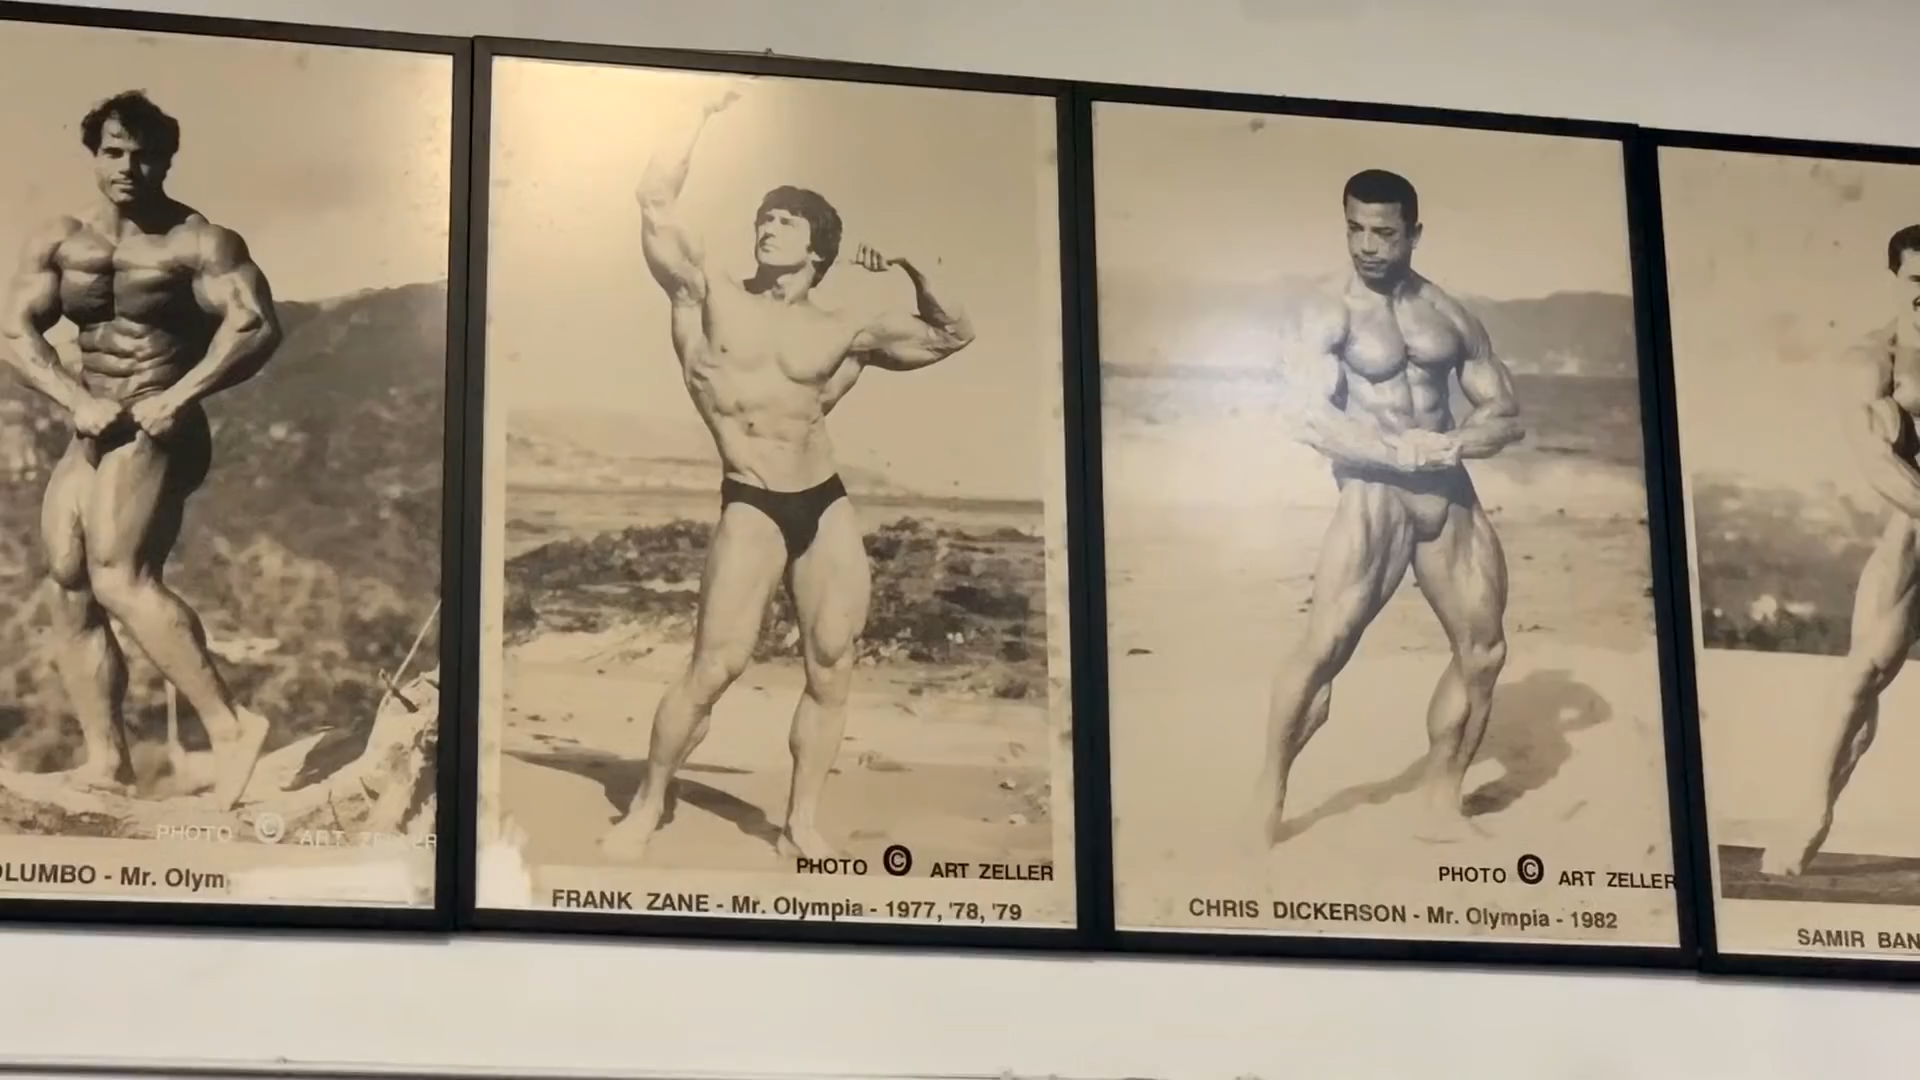 PHOTO © ART ZELLER
OLUMBO - Mr. Olym
PHOTO © ART ZELLER
FRANK ZANE - Mr. Olympia - 1977, '78, '79
PHOTO © ART ZELLER
CHRIS DICKERSON - Mr. Olympia - 1982
SAMIR BAN